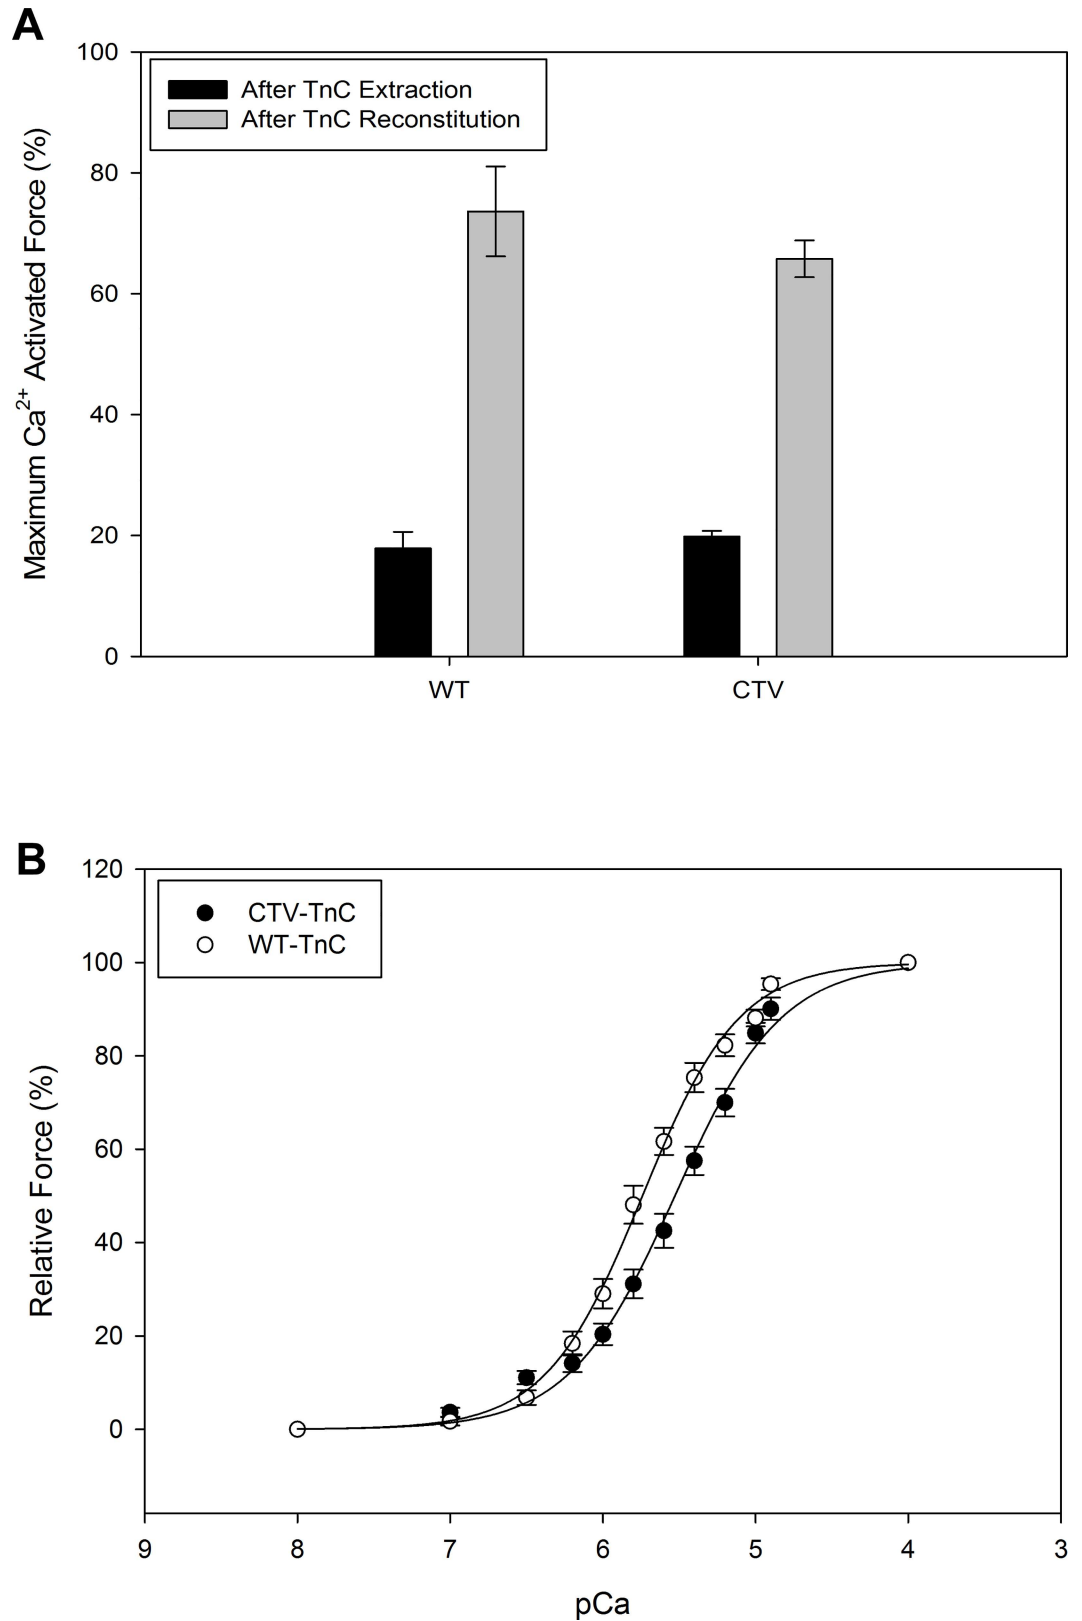 A
100
80
60
40
20
0
Maximum Ca²⁺ Activated Force (%)
After TnC Extraction
After TnC Reconstitution
WT
CTV
B
120
100
80
60
40
20
0
Relative Force (%)
CTV-TnC
WT-TnC
9 8 7 6 5 4 3
pCa